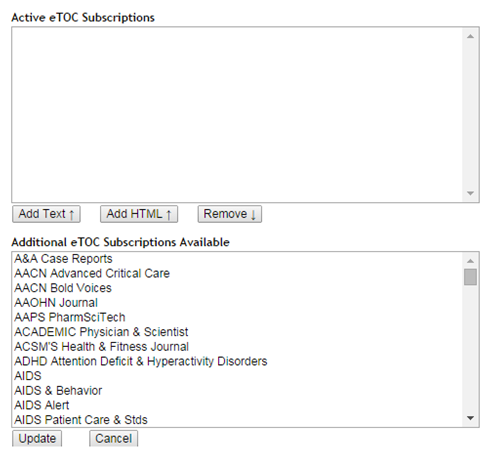 Active eTOC Subscriptions
Add Text ↑ Add HTML ↑ Remove ↓
Additional eTOC Subscriptions Available
A&A Case Reports
AACN Advanced Critical Care
AACN Bold Voices
AAOHN Journal
AAPS PharmSciTech
ACADEMIC Physician & Scientist
ACSM'S Health & Fitness Journal
ADHD Attention Deficit & Hyperactivity Disorders
AIDS
AIDS & Behavior
AIDS Alert
AIDS Patient Care & Stds
Update Cancel